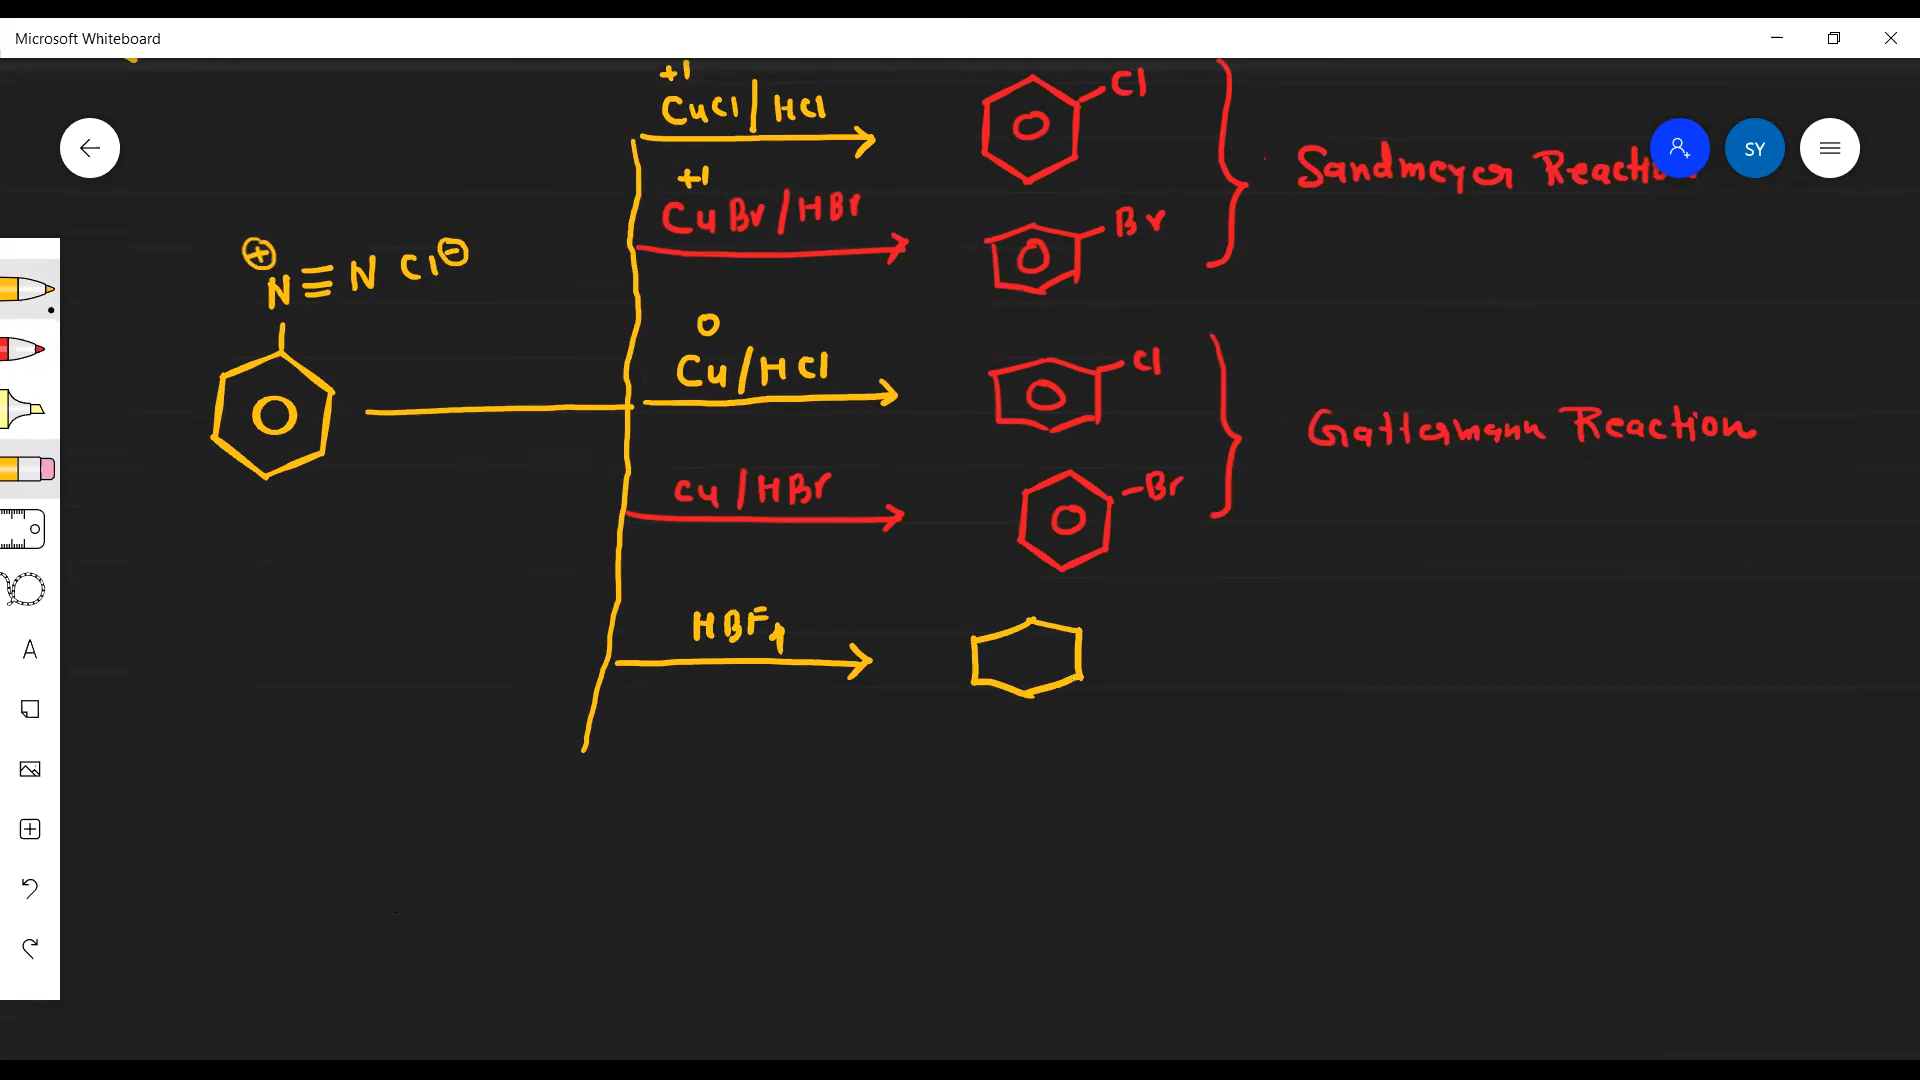 Microsoft Whiteboard
+1
CuCl/HCl
Cl
+1
CuBr/HBr
Br
Sandmeyer Reaction
SY
⊕
N≡N Cl⊖
0
Cu/HCl
Cl
Gattermann Reaction
Cu/HBr
-Br
HBF4
A